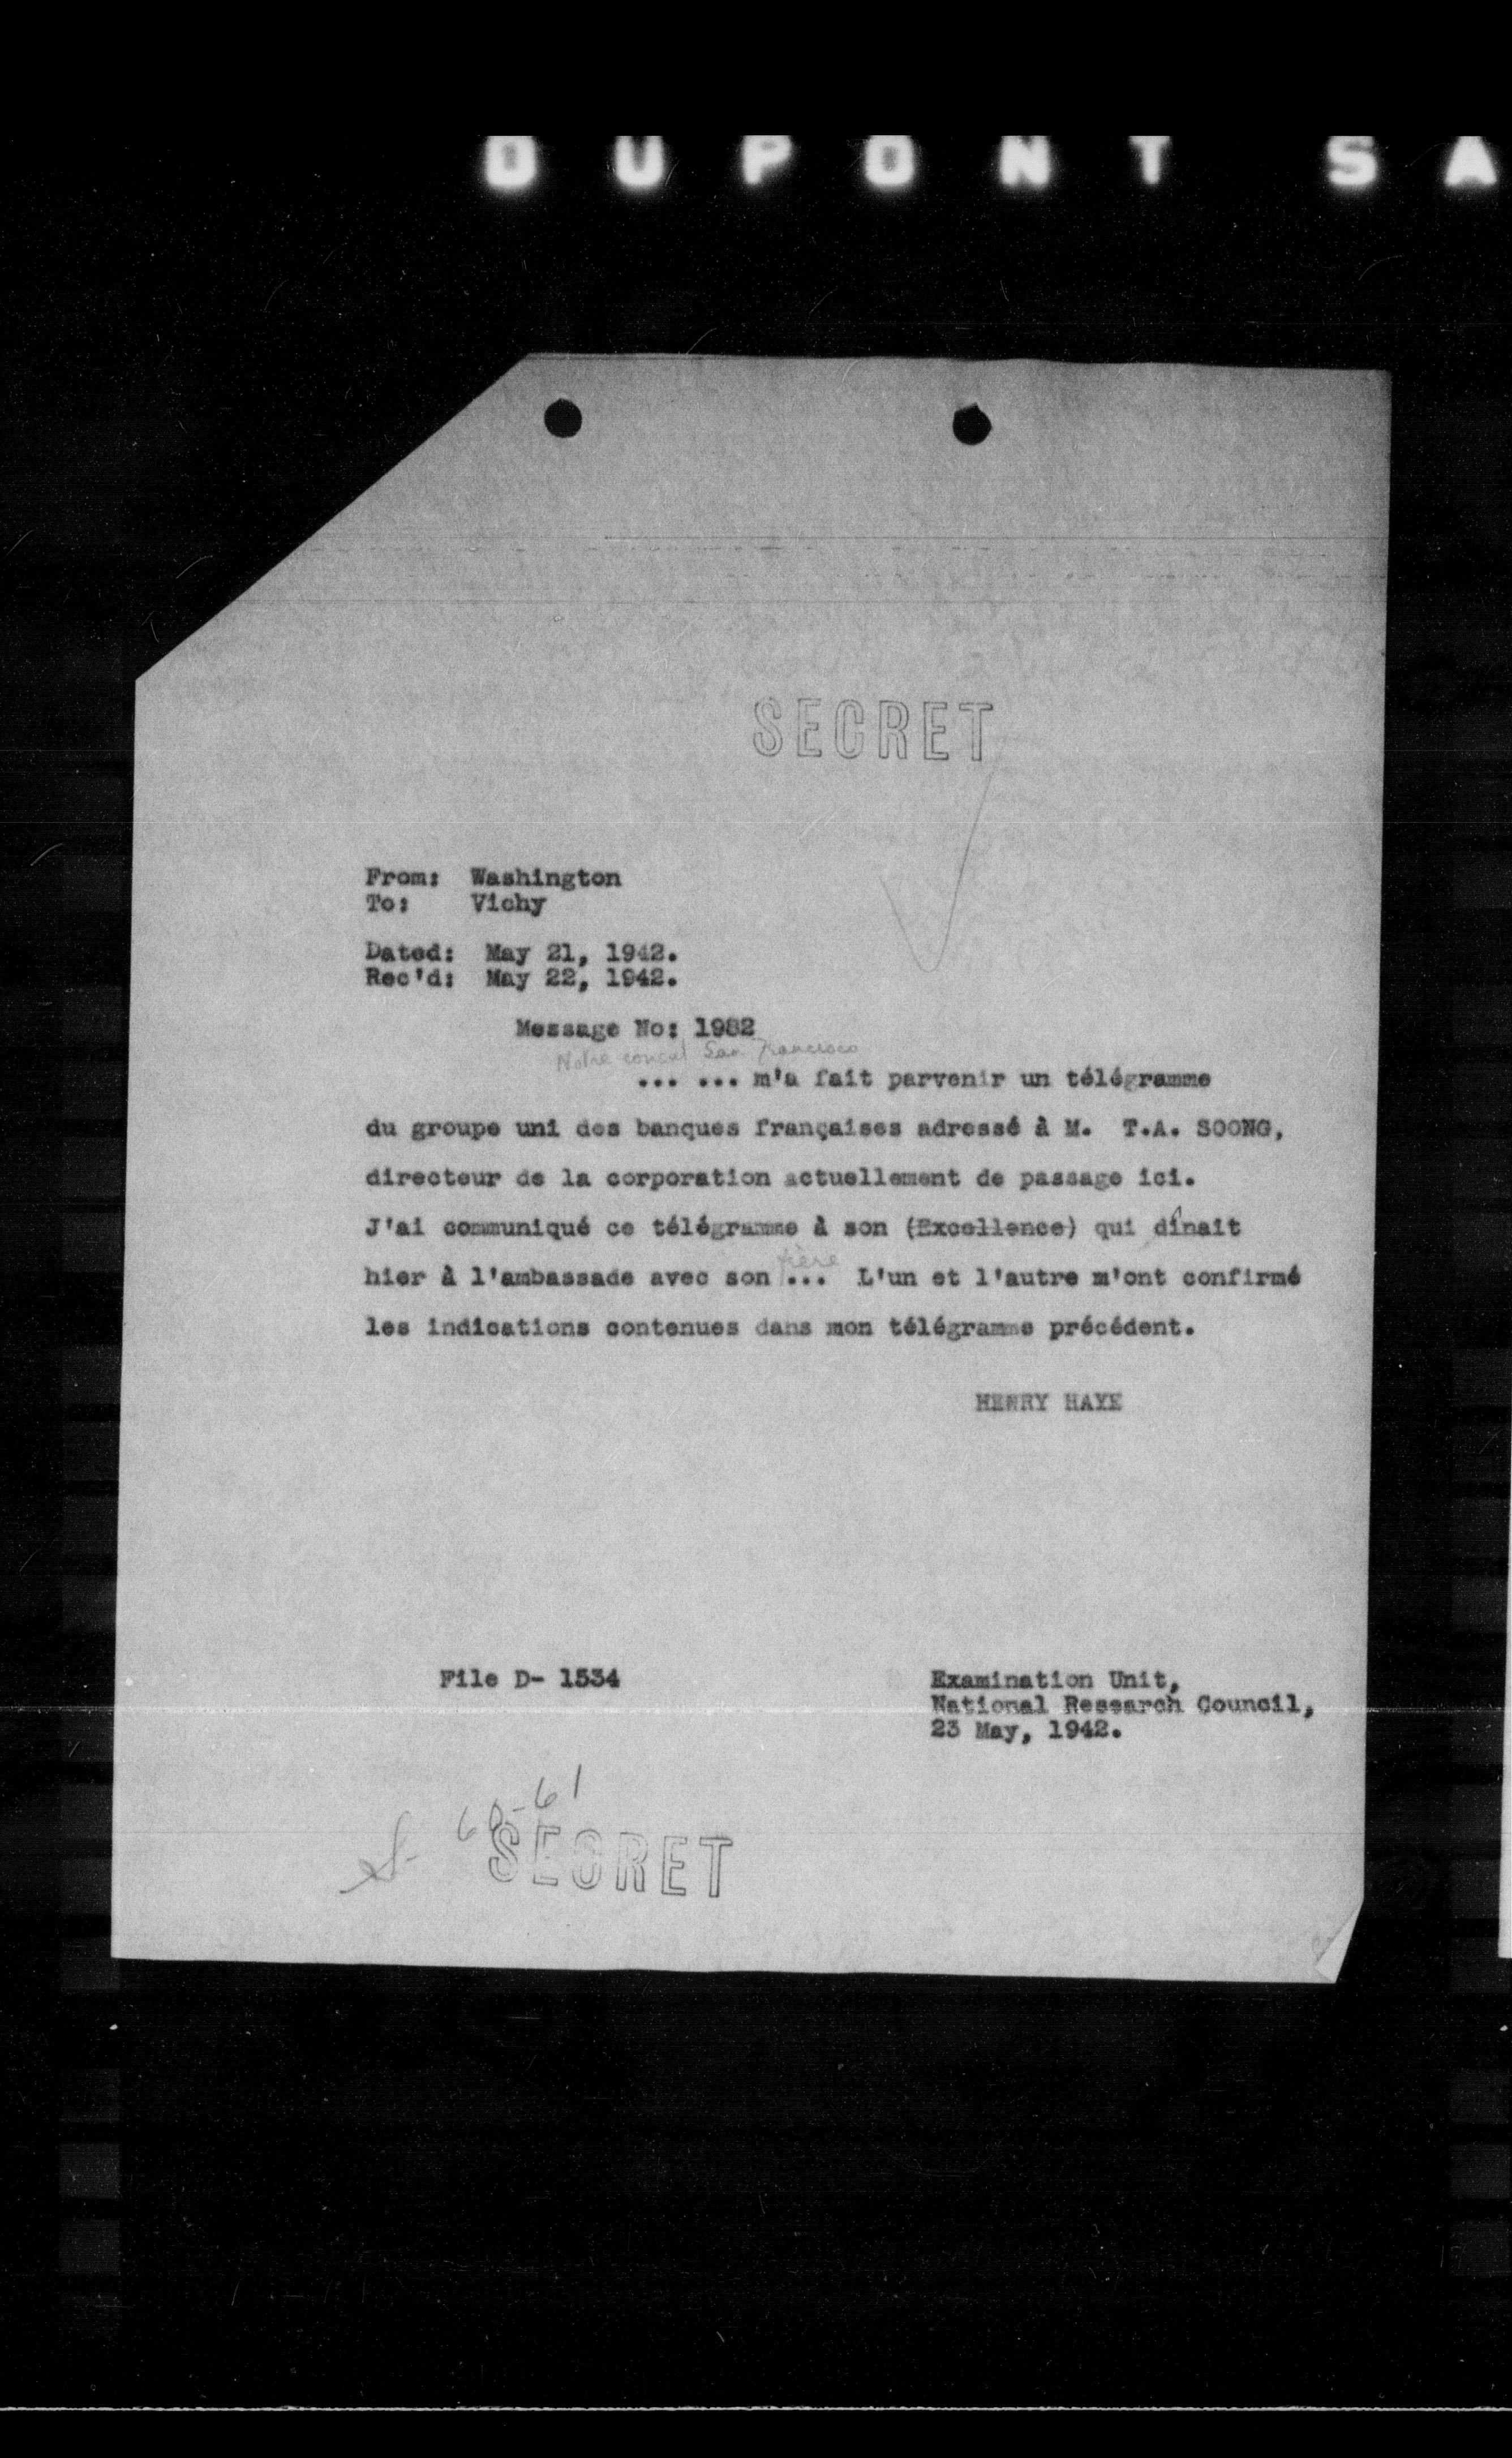 DUPONT SA
SECRET
From: Washington
To: Vichy
Dated: May 21, 1942.
Rec'd: May 22, 1942.
Message No: 1982
Notre consul San Francisco
... ... m'a fait parvenir un télégramme
du groupe uni des banques françaises adressé à M. T.A. SOONG,
directeur de la corporation actuellement de passage ici.
J'ai communiqué ce télégramme à son (Excellence) qui dînait
frère
hier à l'ambassade avec son ... L'un et l'autre m'ont confirmé
les indications contenues dans mon télégramme précédent.
HENRY HAYE
File D- 1534
Examination Unit,
National Research Council,
23 May, 1942.
60-61
SECRET